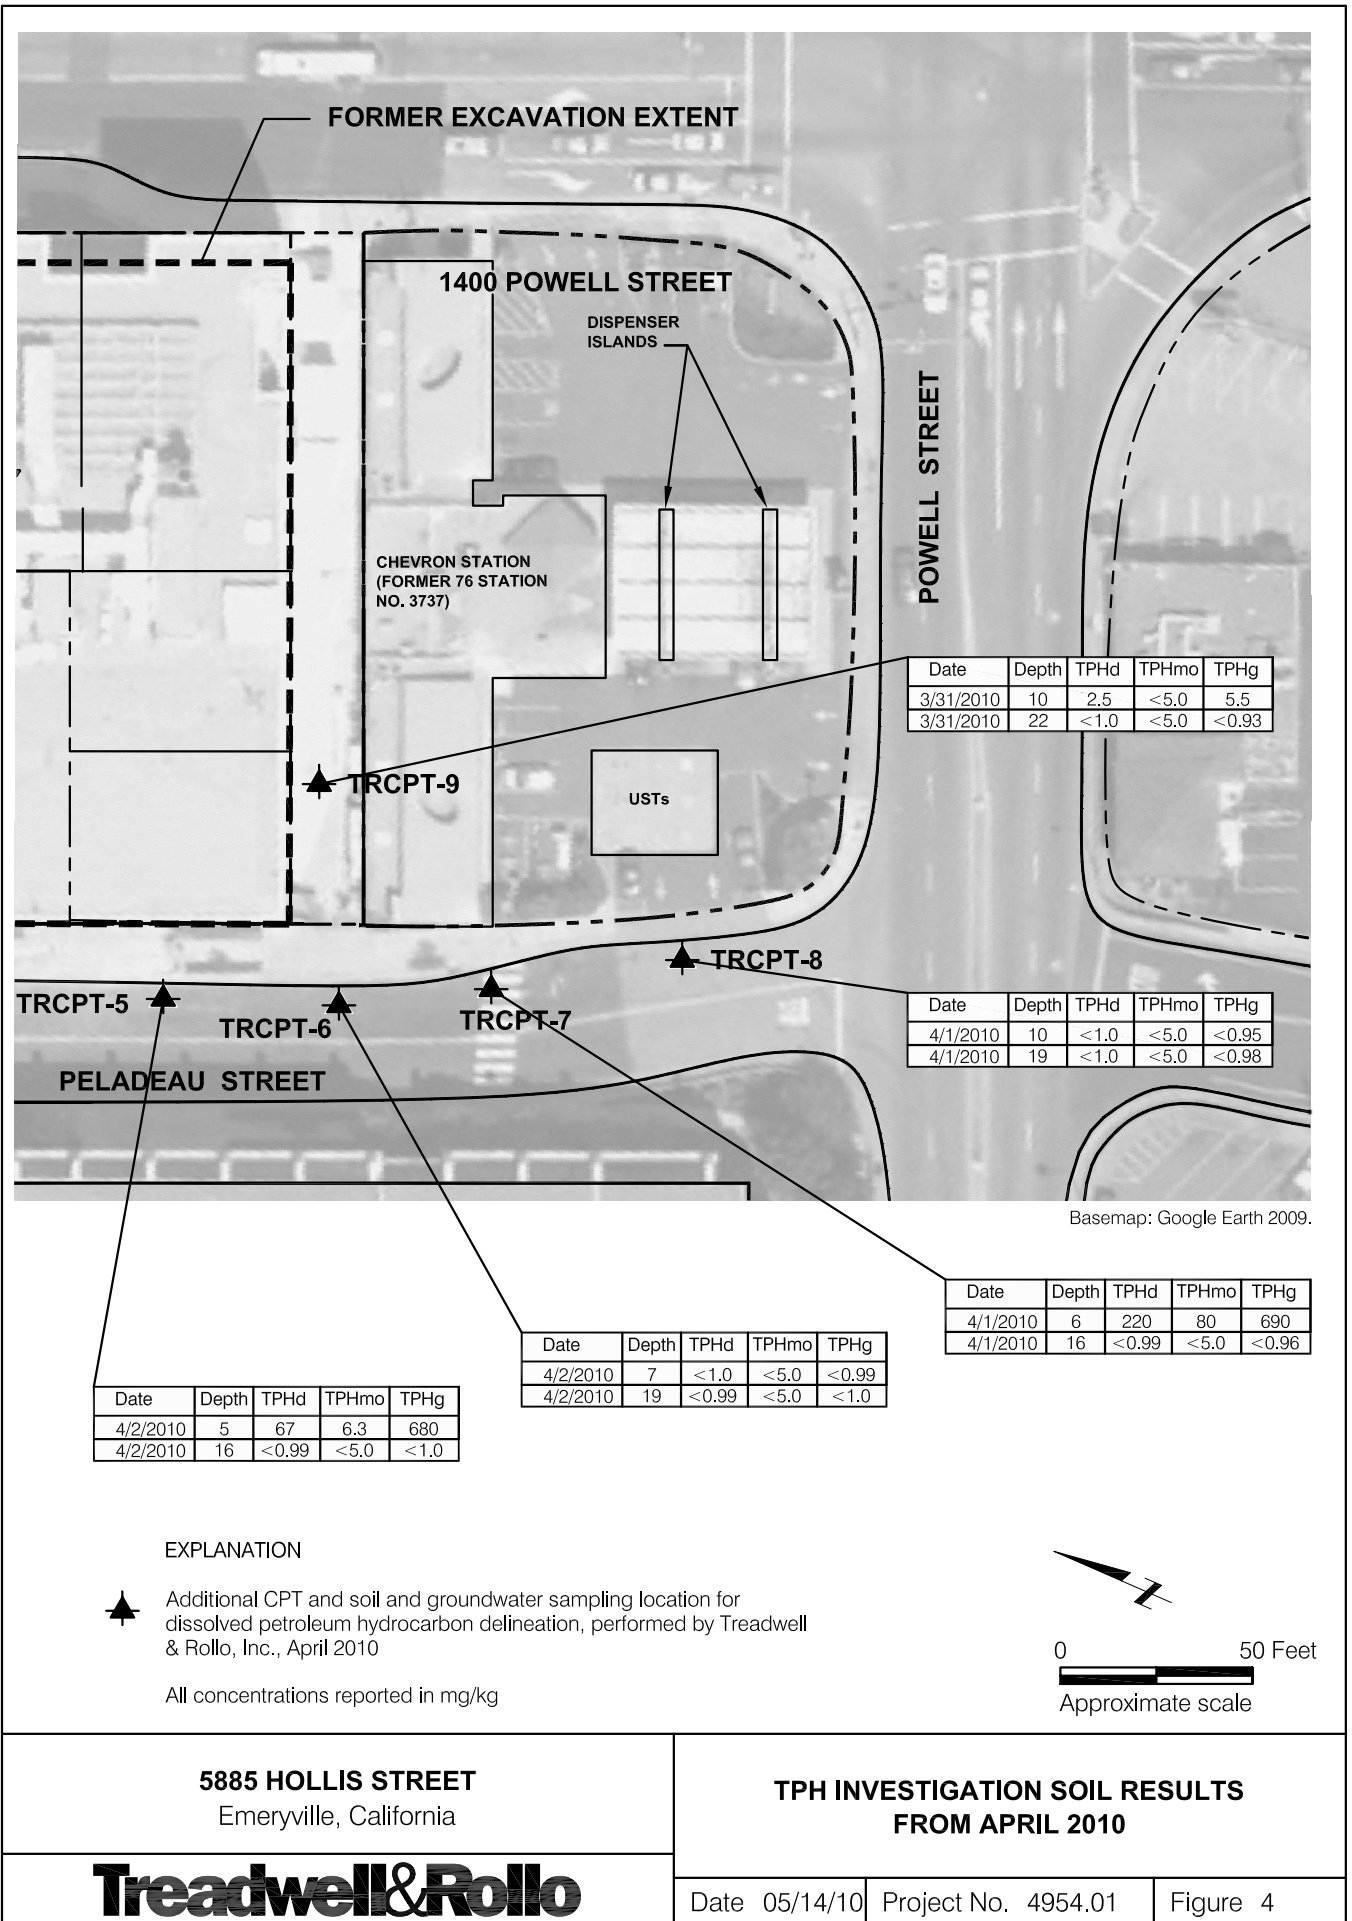 FORMER EXCAVATION EXTENT
1400 POWELL STREET
DISPENSER
ISLANDS
POWELL STREET
CHEVRON STATION
(FORMER 76 STATION
NO. 3737)
Date Depth TPHd TPHmo TPHg
3/31/2010 10 2.5 <5.0 5.5
3/31/2010 22 <1.0 <5.0 <0.93
TRCPT-9
USTs
TRCPT-8
TRCPT-5
TRCPT-6
TRCPT-7
Date Depth TPHd TPHmo TPHg
4/1/2010 10 <1.0 <5.0 <0.95
4/1/2010 19 <1.0 <5.0 <0.98
PELADEAU STREET
Basemap: Google Earth 2009.
Date Depth TPHd TPHmo TPHg
4/1/2010 6 220 80 690
4/1/2010 16 <0.99 <5.0 <0.96
Date Depth TPHd TPHmo TPHg
4/2/2010 7 <1.0 <5.0 <0.99
4/2/2010 19 <0.99 <5.0 <1.0
Date Depth TPHd TPHmo TPHg
4/2/2010 5 67 6.3 680
4/2/2010 16 <0.99 <5.0 <1.0
EXPLANATION
Additional CPT and soil and groundwater sampling location for
dissolved petroleum hydrocarbon delineation, performed by Treadwell
& Rollo, Inc., April 2010
All concentrations reported in mg/kg
0 50 Feet
Approximate scale
5885 HOLLIS STREET
Emeryville, California
TPH INVESTIGATION SOIL RESULTS
FROM APRIL 2010
Treadwell&Rollo
Date 05/14/10 Project No. 4954.01 Figure 4